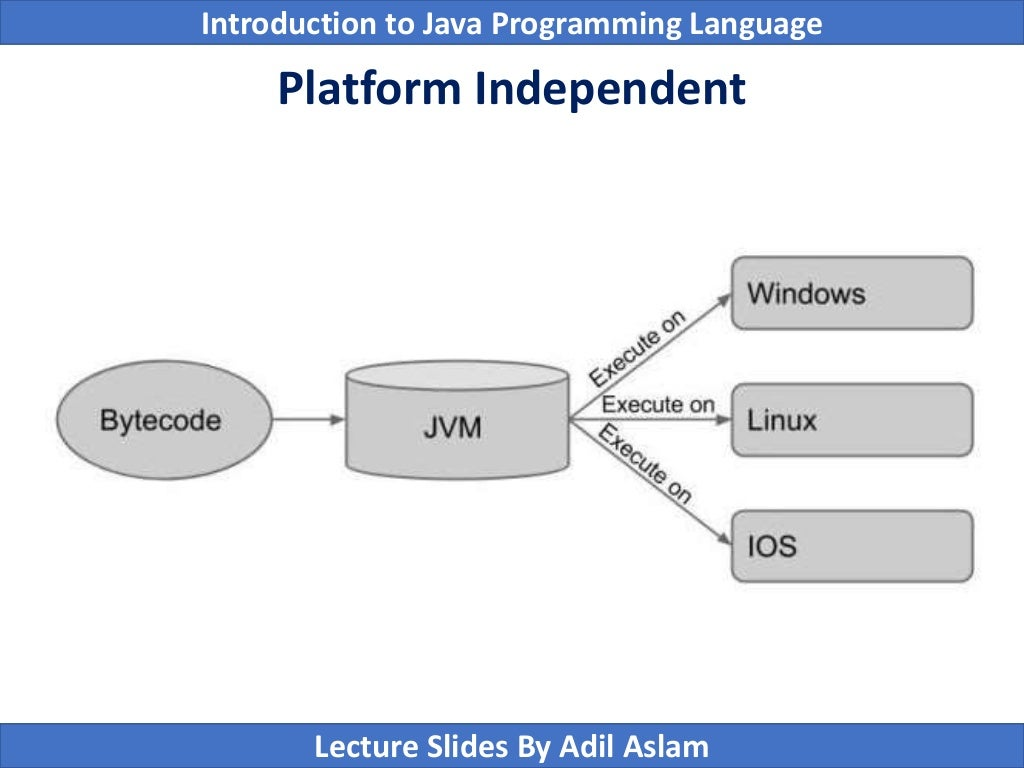 Introduction to Java Programming Language
Platform Independent
Bytecode
JVM
Execute on
Execute on
Execute on
Windows
Linux
IOS
Lecture Slides By Adil Aslam